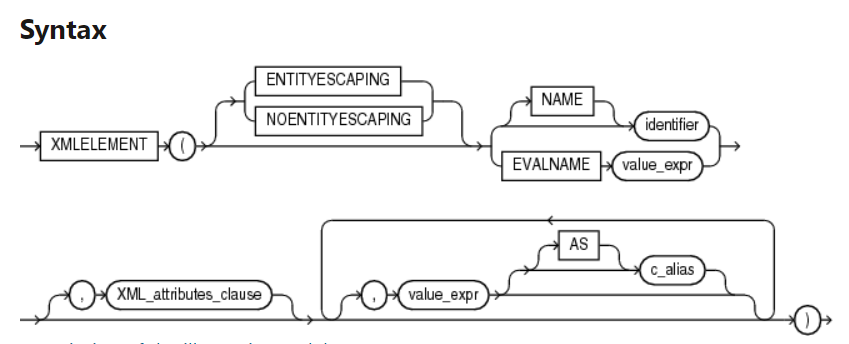 Syntax
ENTITYESCAPING
NOENTITYESCAPING
NAME
identifier
XMLELEMENT
(
EVALNAME
value_expr
AS
c_alias
,
XML_attributes_clause
,
value_expr
)